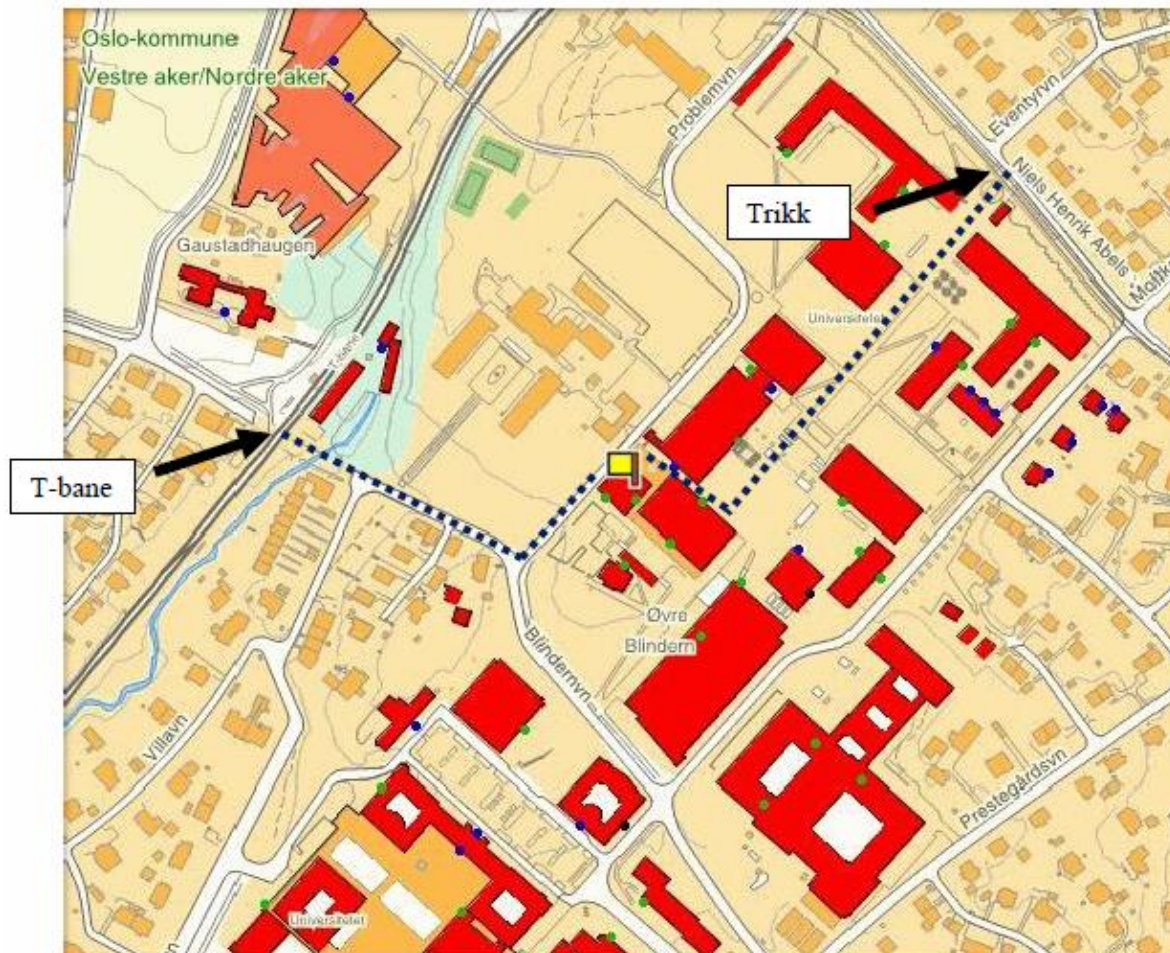 Oslo-kommune
Vestre aker/Nordre aker
Problemvn
Eventyrvn
Niels Henrik Abels
Trikk
Gaustadhaugen
Universitetet
T-bane
T-bane
Øvre
Blindern
Blindernvn
Villavn
Prestegårdsvn
Universitetet